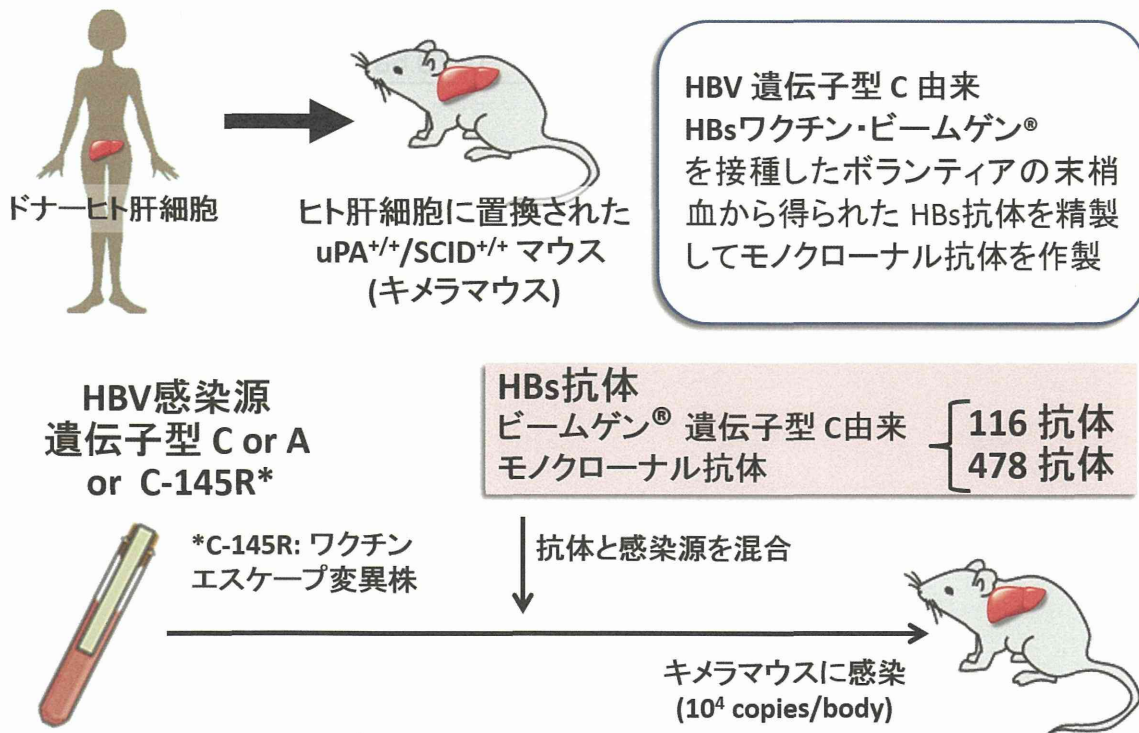 ドナーヒト肝細胞
ヒト肝細胞に置換された
uPA+/+/SCID+/+ マウス
(キメラマウス)
HBV 遺伝子型 C 由来
HBsワクチン・ビームゲン®
を接種したボランティアの末梢
血から得られた HBs抗体を精製
してモノクローナル抗体を作製
HBV感染源
遺伝子型 C or A
or C-145R*
*C-145R: ワクチン
エスケープ変異株
HBs抗体
ビームゲン® 遺伝子型 C由来
モノクローナル抗体
116 抗体
478 抗体
抗体と感染源を混合
キメラマウスに感染
(10⁴ copies/body)